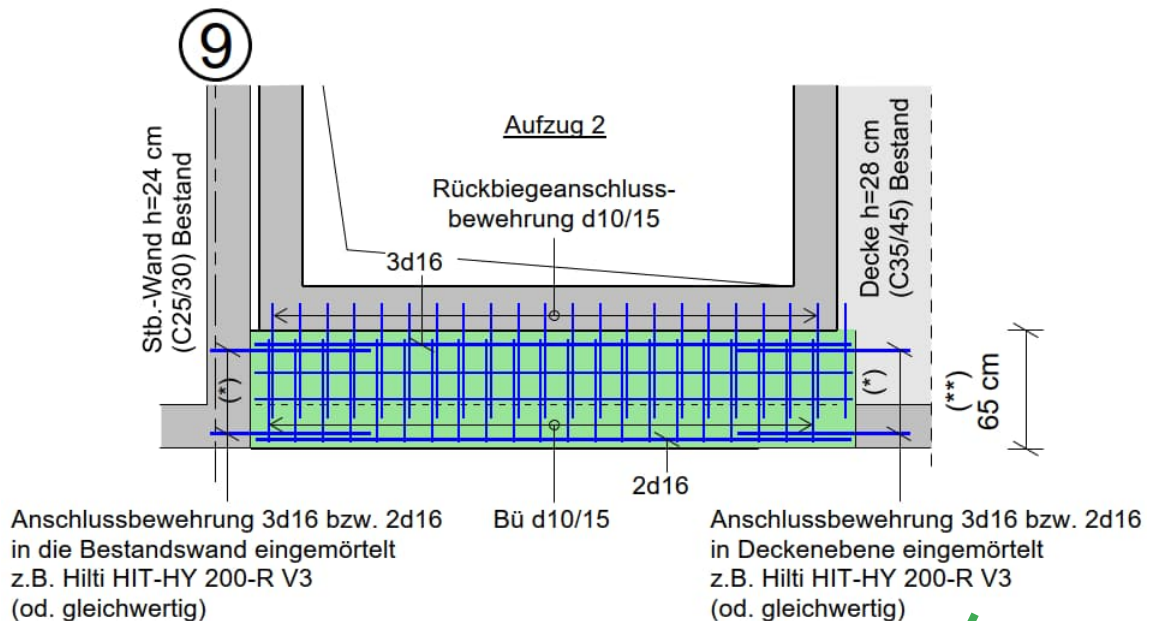 9
Stb.-Wand h=24 cm
(C25/30) Bestand
Aufzug 2
Rückbiegeanschluss-
bewehrung d10/15
3d16
Decke h=28 cm
(C35/45) Bestand
(*)
(*)
(**)
65 cm
2d16
Anschlussbewehrung 3d16 bzw. 2d16
in die Bestandswand eingemörtelt
z.B. Hilti HIT-HY 200-R V3
(od. gleichwertig)
Bü d10/15
Anschlussbewehrung 3d16 bzw. 2d16
in Deckenebene eingemörtelt
z.B. Hilti HIT-HY 200-R V3
(od. gleichwertig)